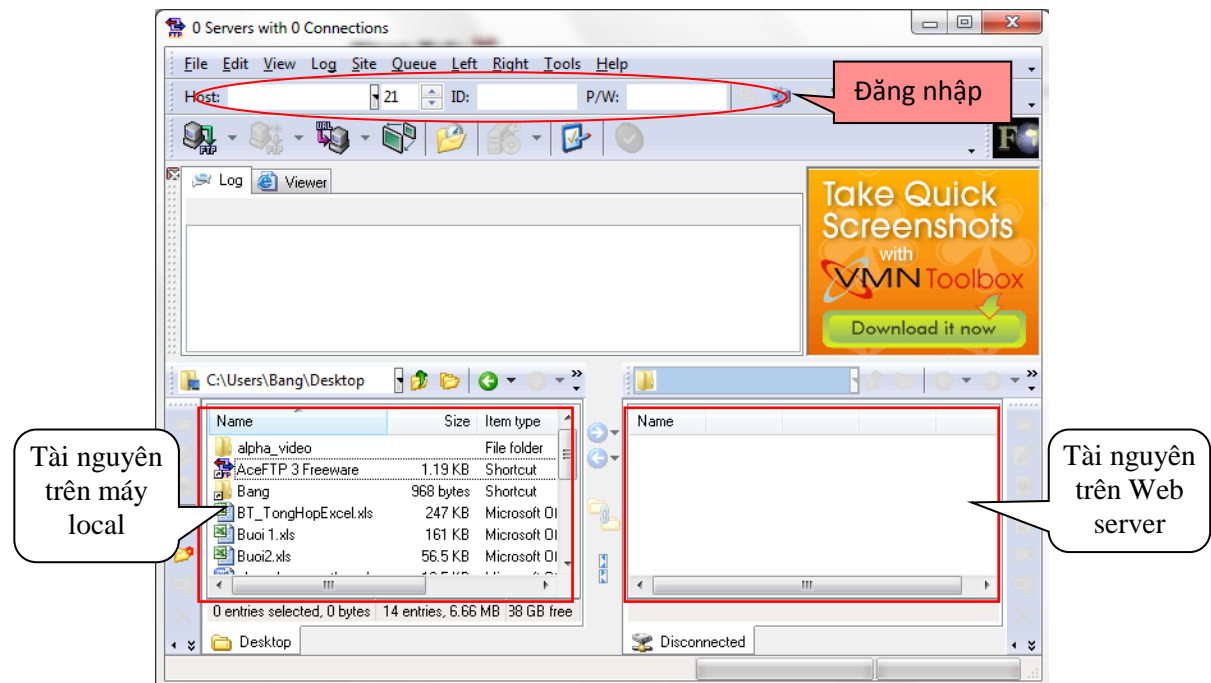 0 Servers with 0 Connections
File Edit View Log Site Queue Left Right Tools Help
Host: 21 ID: P/W:
Đăng nhập
Log Viewer
Take Quick
Screenshots
with
VMN Toolbox
Download it now
C:\Users\Bang\Desktop
Name Size Item type
alpha_video File folder
AceFTP 3 Freeware 1.19 KB Shortcut
Bang 968 bytes Shortcut
BT_TongHopExcel.xls 247 KB Microsoft Of
Buoi 1.xls 161 KB Microsoft Of
Buoi2.xls 56.5 KB Microsoft Of
0 entries selected, 0 bytes 14 entries, 6.66 MB 38 GB free
Desktop
Name
Disconnected
Tài nguyên
trên máy
local
Tài nguyên
trên Web
server